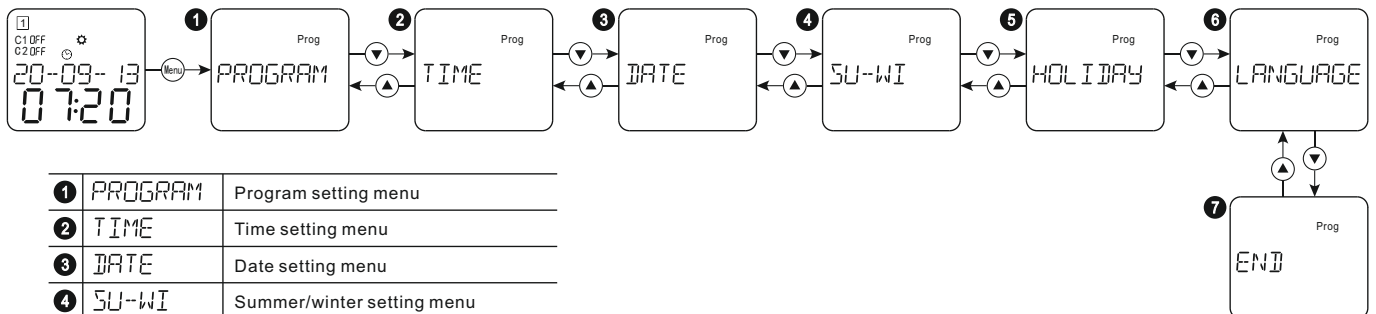 1
C1 OFF
C2 OFF
20-09-13
07:20
Menu
1
Prog
PROGRAM
2
Prog
TIME
3
Prog
DATE
4
Prog
SU-WI
5
Prog
HOLIDAY
6
Prog
LANGUAGE
7
Prog
END
1 PROGRAM Program setting menu
2 TIME Time setting menu
3 DATE Date setting menu
4 SU-WI Summer/winter setting menu